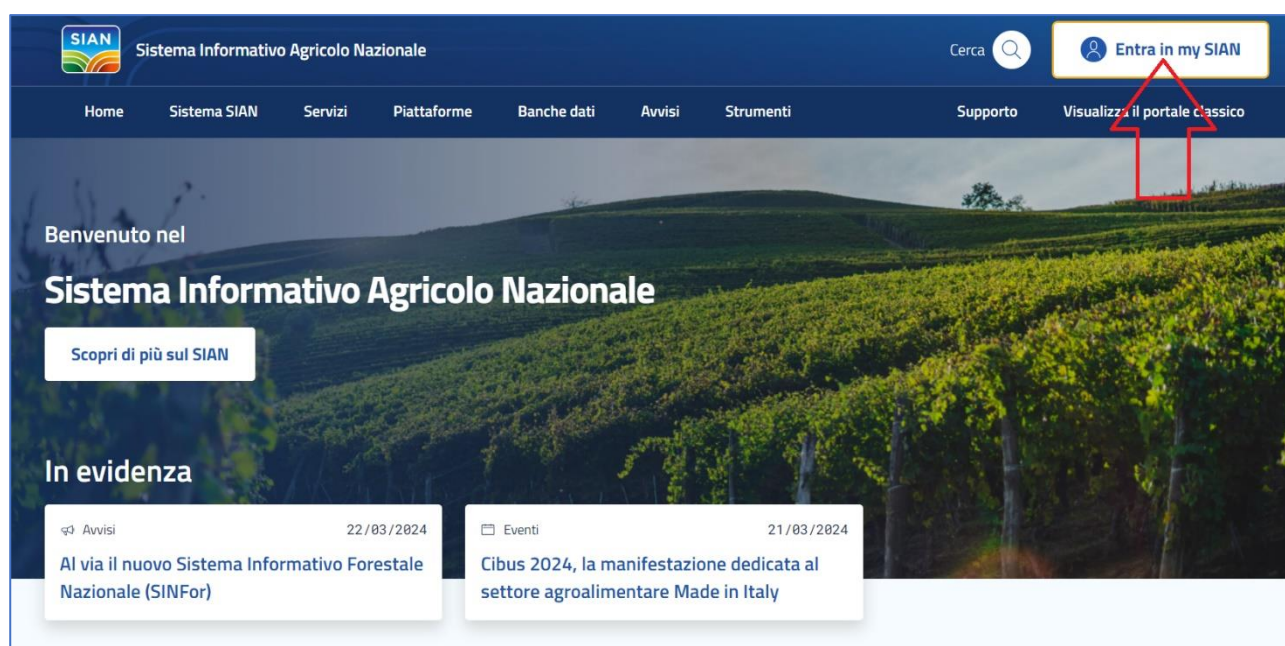 SIAN
Sistema Informativo Agricolo Nazionale
Cerca
Entra in my SIAN
Home Sistema SIAN Servizi Piattaforme Banche dati Avvisi Strumenti Supporto Visualizza il portale classico
Benvenuto nel
Sistema Informativo Agricolo Nazionale
Scopri di più sul SIAN
In evidenza
Avvisi 22/03/2024
Al via il nuovo Sistema Informativo Forestale
Nazionale (SINFor)
Eventi 21/03/2024
Cibus 2024, la manifestazione dedicata al
settore agroalimentare Made in Italy